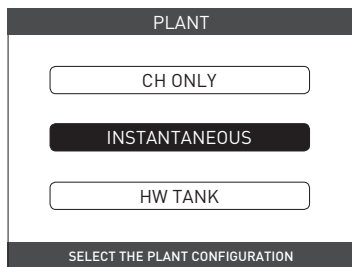 PLANT
CH ONLY
INSTANTANEOUS
HW TANK
SELECT THE PLANT CONFIGURATION